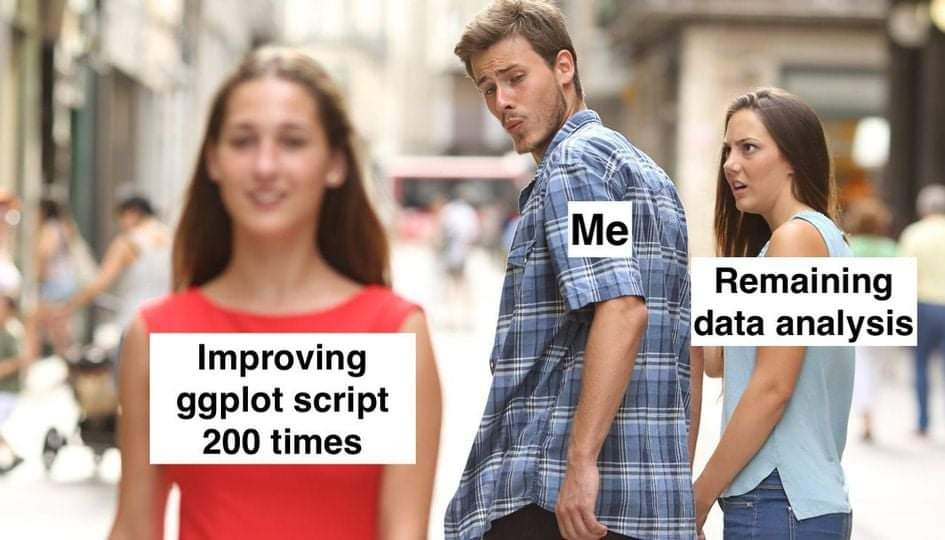 Improving
ggplot script
200 times
Me
Remaining
data analysis